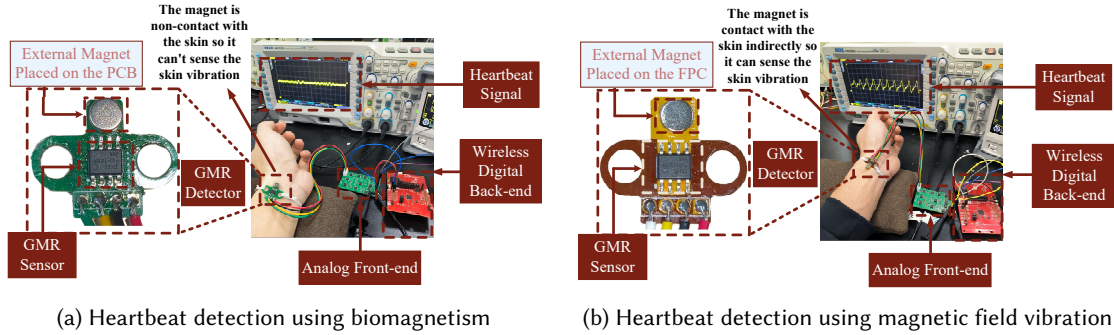 The magnet is
non-contact with
the skin so it
can't sense the
skin vibration
External Magnet
Placed on the PCB
Heartbeat
Signal
GMR
Detector
Wireless
Digital
Back-end
GMR
Sensor
Analog Front-end
(a) Heartbeat detection using biomagnetism
The magnet is
contact with the
skin indirectly so
it can sense the
skin vibration
External Magnet
Placed on the FPC
Heartbeat
Signal
GMR
Detector
Wireless
Digital
Back-end
GMR
Sensor
Analog Front-end
(b) Heartbeat detection using magnetic field vibration